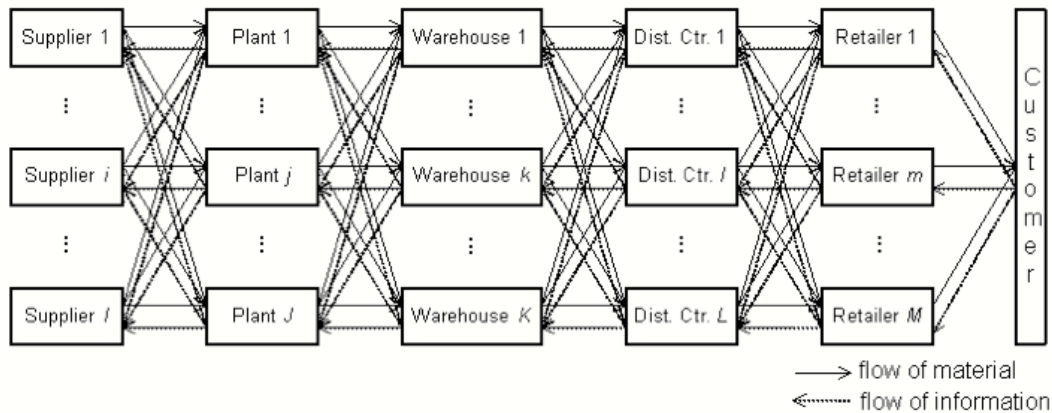 Supplier 1 Plant 1 Warehouse 1 Dist. Ctr. 1 Retailer 1
⋮ ⋮ ⋮ ⋮ ⋮
Supplier i Plant j Warehouse k Dist. Ctr. l Retailer m
⋮ ⋮ ⋮ ⋮ ⋮
Supplier I Plant J Warehouse K Dist. Ctr. L Retailer M
Customer
flow of material
flow of information